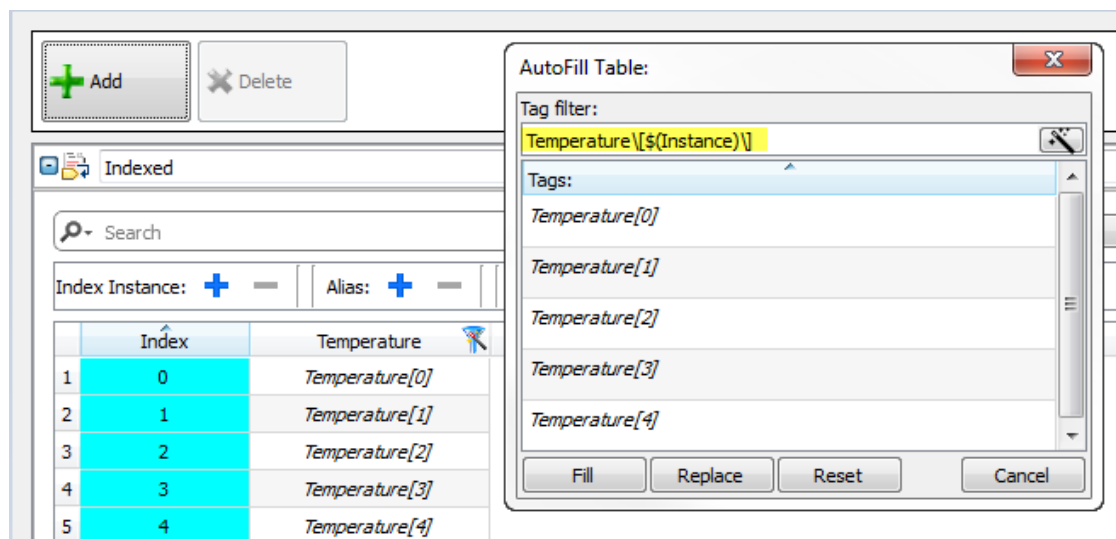 Add
Delete
AutoFill Table:
x
Tag filter:
Temperature\[$(Instance)\]
Indexed
Tags:
Search
Temperature[0]
Temperature[1]
Index Instance:
Alias:
Temperature[2]
Temperature[3]
Temperature[4]
Index Temperature
1 0 Temperature[0]
2 1 Temperature[1]
3 2 Temperature[2]
4 3 Temperature[3]
5 4 Temperature[4]
Fill Replace Reset Cancel